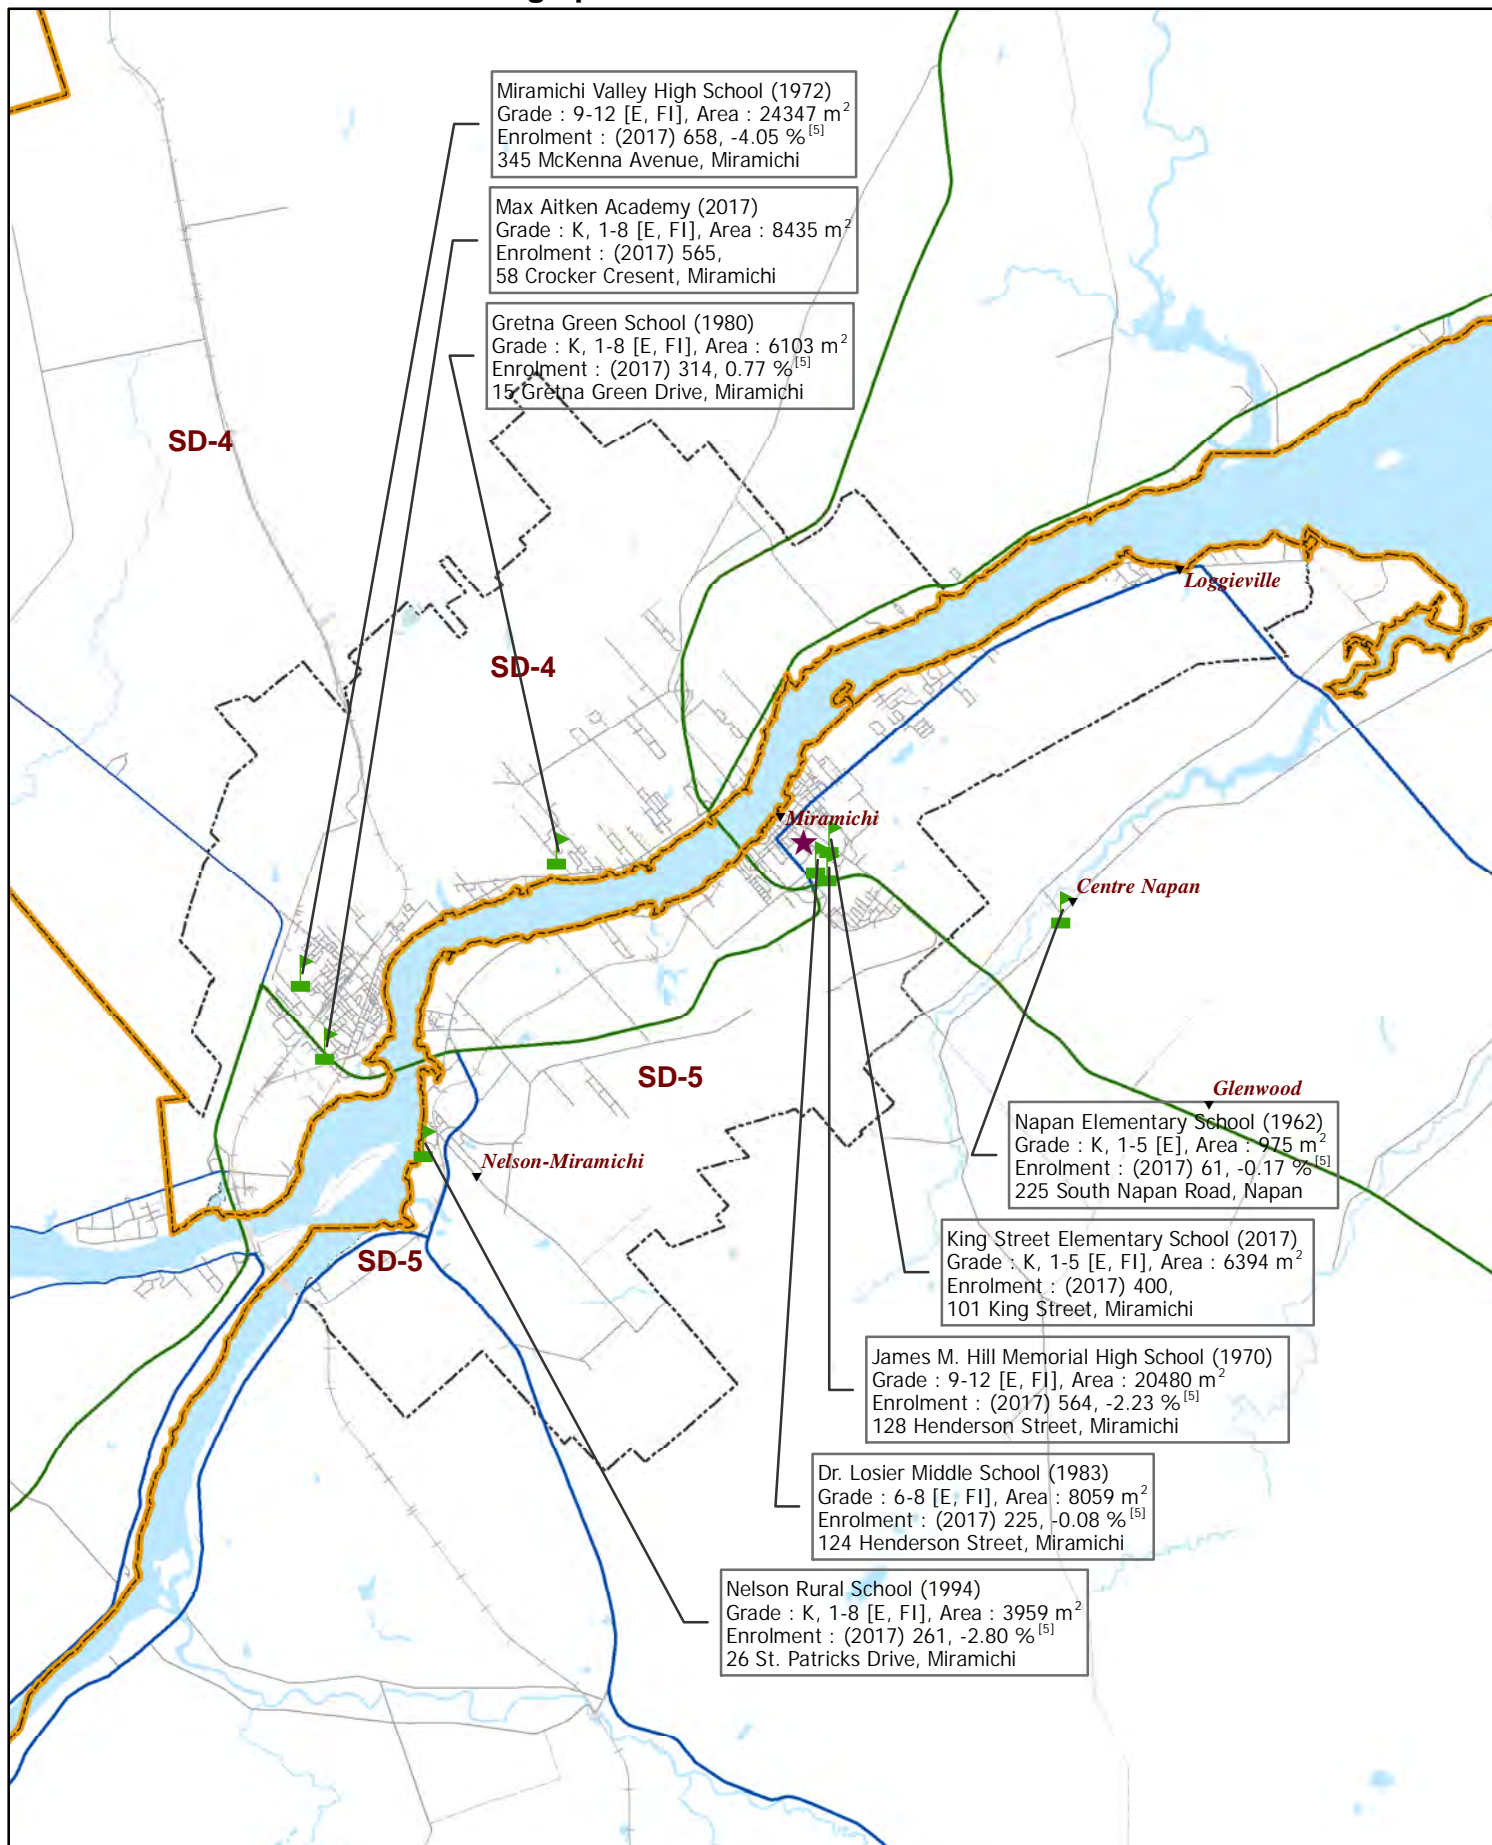 Miramichi Valley High School (1972)
Grade : 9-12 [E, FI], Area : 24347 m²
Enrolment : (2017) 658, -4.05 % [5]
345 McKenna Avenue, Miramichi
Max Aitken Academy (2017)
Grade : K, 1-8 [E, FI], Area : 8435 m²
Enrolment : (2017) 565,
58 Crocker Cresent, Miramichi
Gretna Green School (1980)
Grade : K, 1-8 [E, FI], Area : 6103 m²
Enrolment : (2017) 314, 0.77 % [5]
15 Gretna Green Drive, Miramichi
SD-4
Loggieville
SD-4
Miramichi
Centre Napan
SD-5
Glenwood
Nelson-Miramichi
SD-5
Napan Elementary School (1962)
Grade : K, 1-5 [E], Area : 975 m²
Enrolment : (2017) 61, -0.17 % [5]
225 South Napan Road, Napan
King Street Elementary School (2017)
Grade : K, 1-5 [E, FI], Area : 6394 m²
Enrolment : (2017) 400,
101 King Street, Miramichi
James M. Hill Memorial High School (1970)
Grade : 9-12 [E, FI], Area : 20480 m²
Enrolment : (2017) 564, -2.23 % [5]
128 Henderson Street, Miramichi
Dr. Losier Middle School (1983)
Grade : 6-8 [E, FI], Area : 8059 m²
Enrolment : (2017) 225, -0.08 % [5]
124 Henderson Street, Miramichi
Nelson Rural School (1994)
Grade : K, 1-8 [E, FI], Area : 3959 m²
Enrolment : (2017) 261, -2.80 % [5]
26 St. Patricks Drive, Miramichi